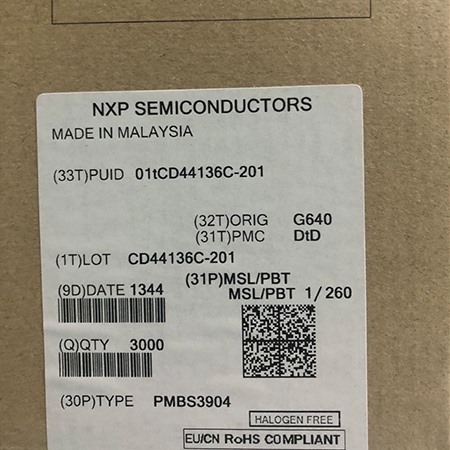 NXP SEMICONDUCTORS
MADE IN MALAYSIA
(33T)PUID 01tCD44136C-201
(32T)ORIG G640
(31T)PMC DtD
(1T)LOT CD44136C-201
(31P)MSL/PBT
(9D)DATE 1344
MSL/PBT 1/260
(Q)QTY 3000
(30P)TYPE PMBS3904
HALOGEN FREE
EU/CN RoHS COMPLIANT